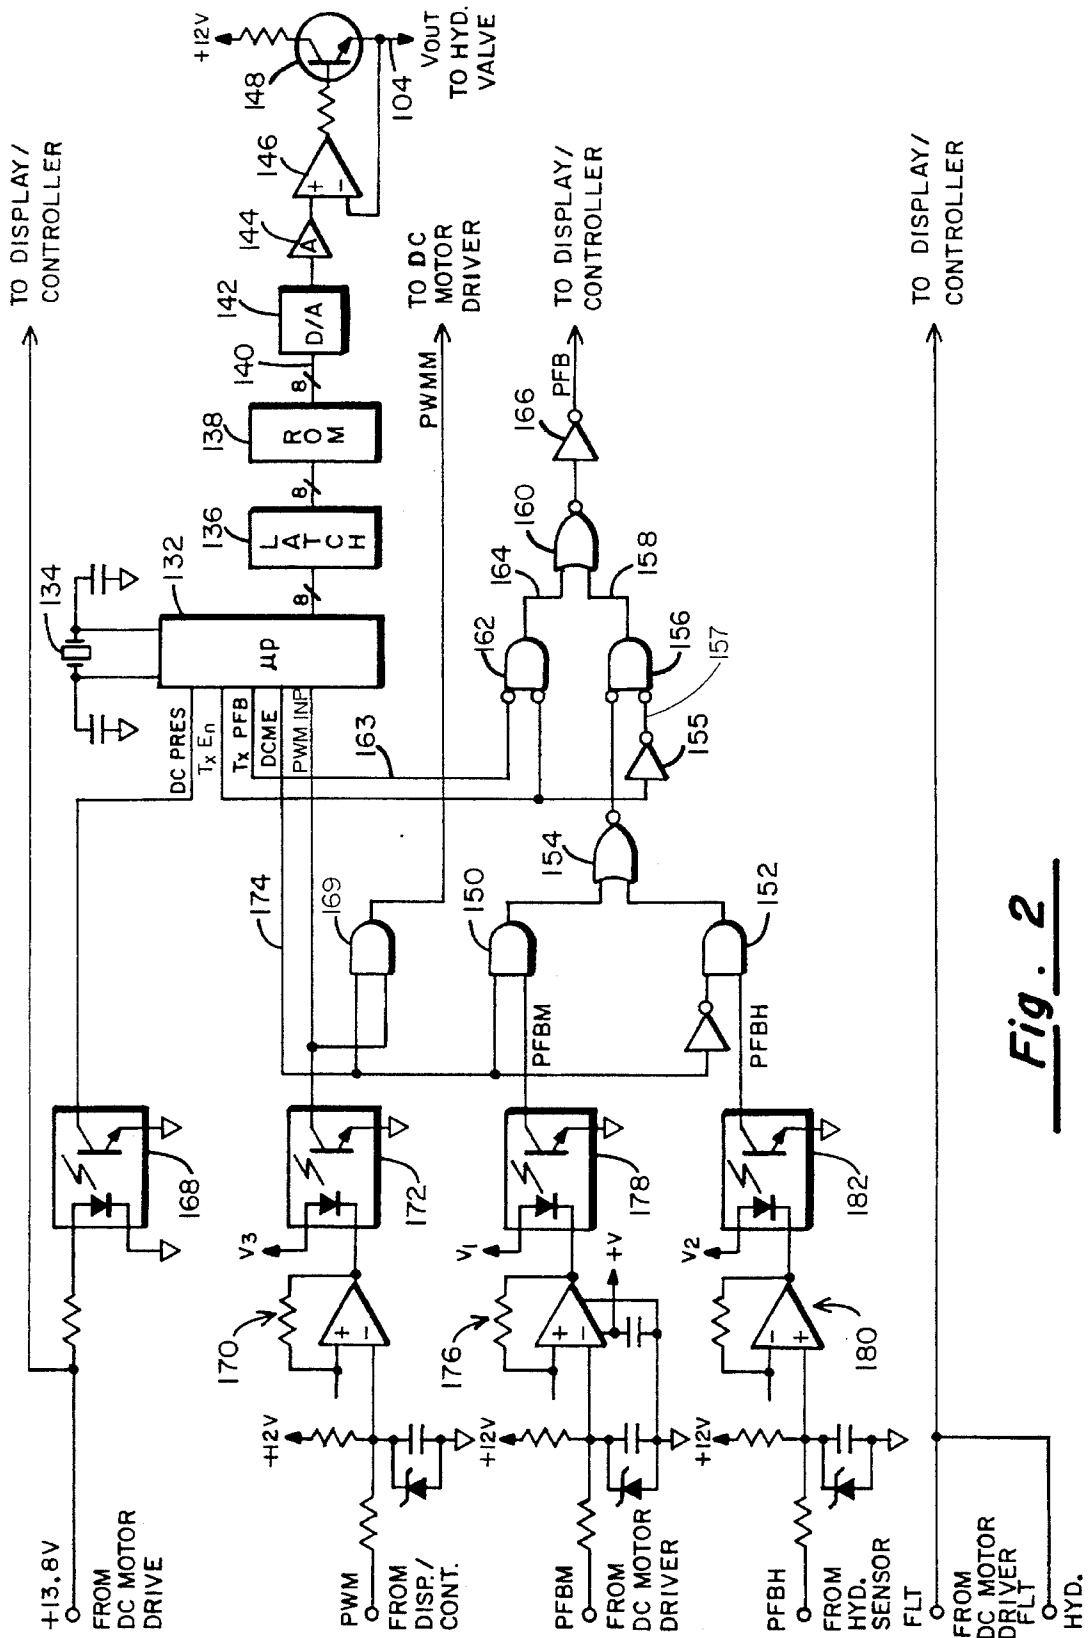 +13.8V
FROM
DC MOTOR
DRIVE
168
TO DISPLAY/
CONTROLLER
134
132
DC PRES
Tx En
Tx PFB
DCME
PWM INP
µp
8
136
LATCH
8
138
ROM
8
140
142
D/A
144
A
146
+
-
148
+12V
104
VOUT
TO HYD.
VALVE
PWM
FROM
DISP./
CONT.
+12V
170
+
-
V3
172
174
169
163
PWMM
TO DC
MOTOR
DRIVER
PFBM
FROM
DC MOTOR
DRIVER
+12V
176
+
-
+V
V1
178
PFBM
150
154
162
164
160
166
PFB
TO DISPLAY/
CONTROLLER
155
157
156
158
PFBH
FROM
HYD.
SENSOR
+12V
-
+
180
V2
182
PFBH
152
FLT
FROM
DC MOTOR
DRIVER
FLT
HYD.
TO DISPLAY/
CONTROLLER
Fig. 2